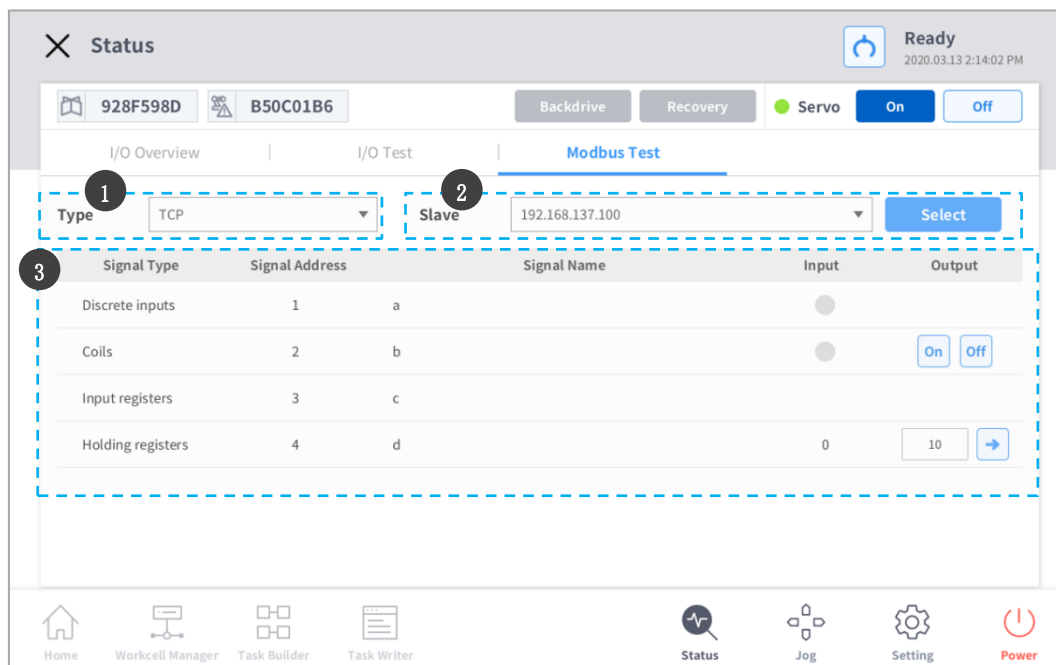 Status
Ready
2020.03.13 2:14:02 PM
928F598D B50C01B6 Backdrive Recovery Servo On Off
I/O Overview I/O Test Modbus Test
1 2
Type TCP Slave 192.168.137.100 Select
3
Signal Type Signal Address Signal Name Input Output
Discrete inputs 1 a
Coils 2 b On Off
Input registers 3 c
Holding registers 4 d 0 10
Home Workcell Manager Task Builder Task Writer Status Jog Setting Power